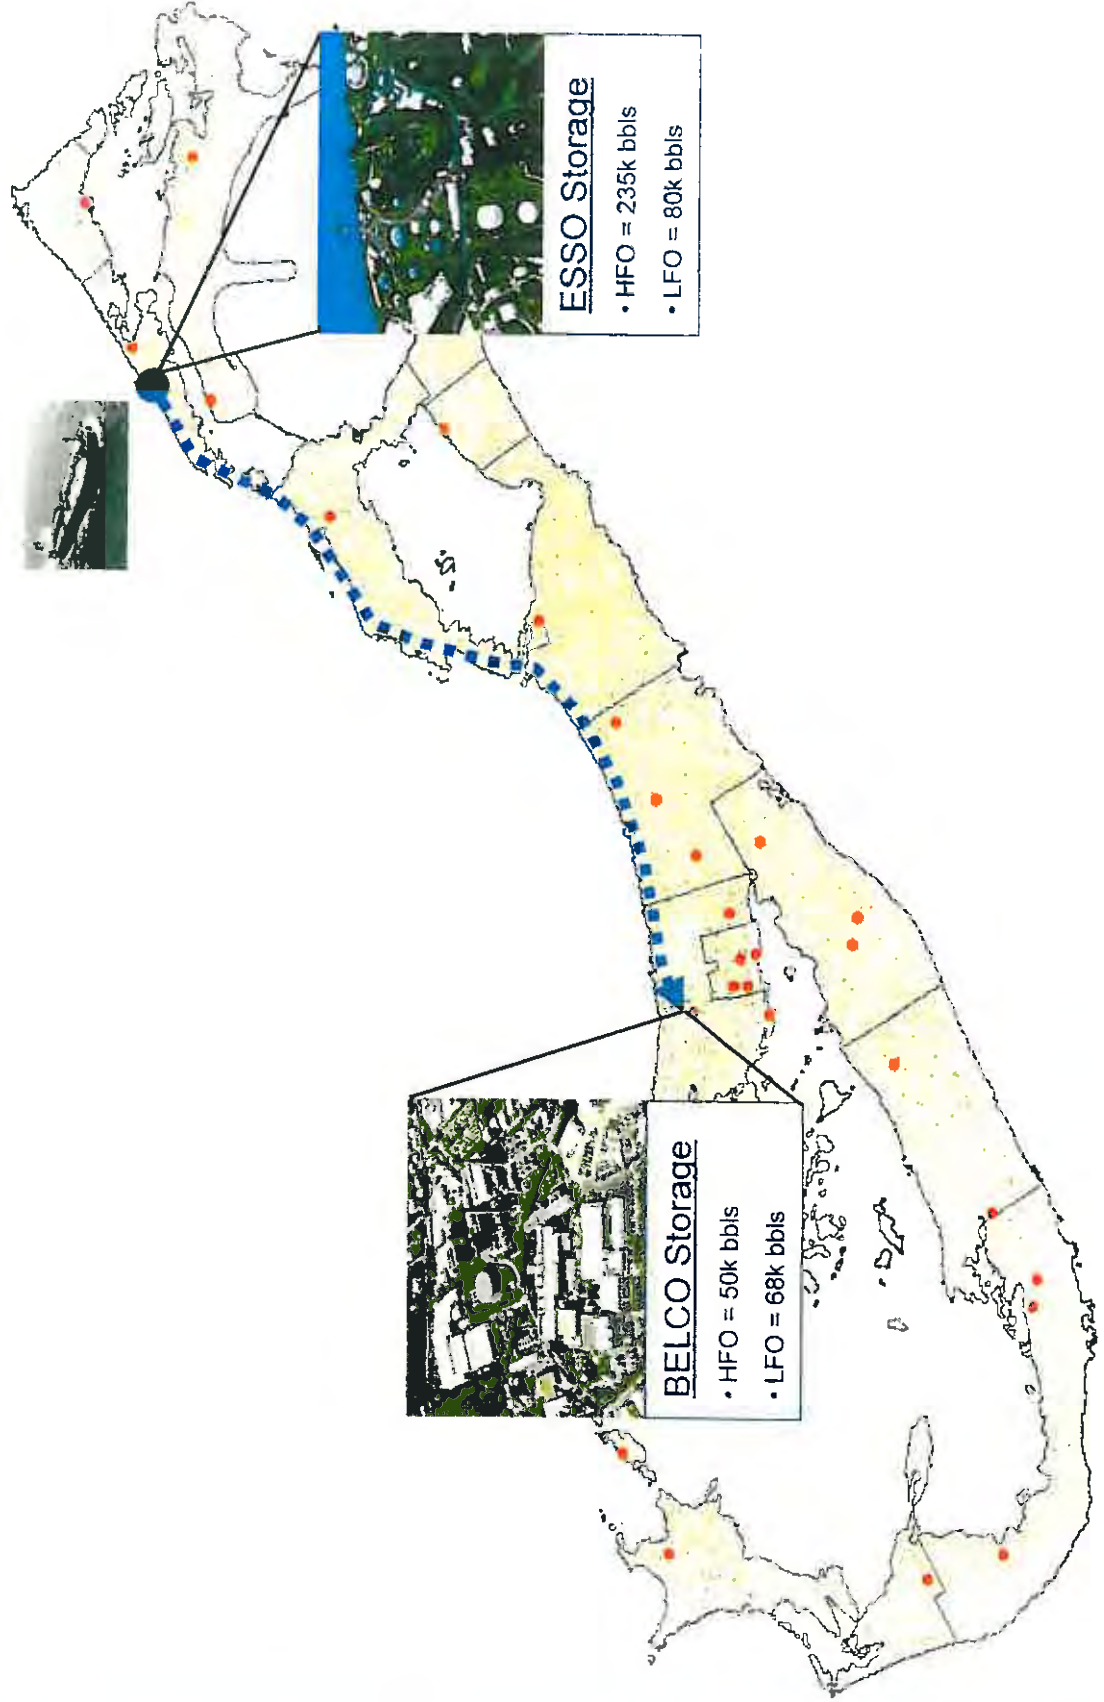 ESSO Storage
• HFO = 235k bbls
• LFO = 80k bbls
BELCO Storage
• HFO = 50k bbls
• LFO = 68k bbls